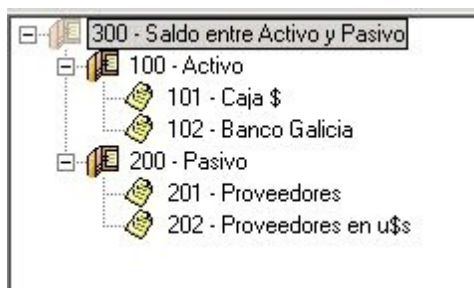 300 - Saldo entre Activo y Pasivo
100 - Activo
101 - Caja $
102 - Banco Galicia
200 - Pasivo
201 - Proveedores
202 - Proveedores en u$s